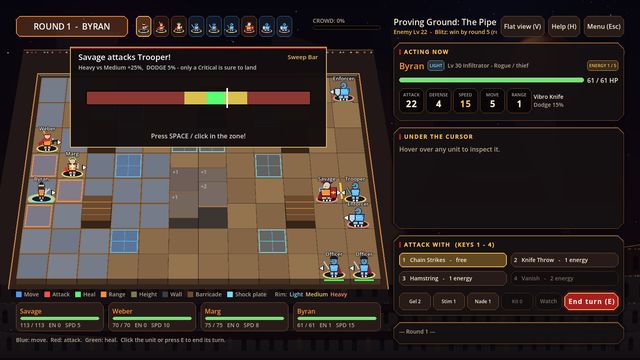 ROUND 1 - BYRAN
CROWD: 0%
Proving Ground: The Pipe
Enemy Lv 22 - Blitz: win by round 5 (r
Flat view (V)
Help (H)
Menu (Esc)
Savage attacks Trooper!
Sweep Bar
Heavy vs Medium +25%, DODGE 5% - only a Critical is sure to land
Press SPACE / click in the zone!
Enforcer
Weber
Marg
Byran
+1
+1
+2
+1
Savage
Trooper
Enforcer
Officer
Officer
ACTING NOW
Byran
LIGHT
Lv 30 Infiltrator - Rogue / thief
ENERGY 1 / 5
61 / 61 HP
ATTACK
22
DEFENSE
4
SPEED
15
MOVE
5
RANGE
1
Vibro Knife
Dodge 15%
UNDER THE CURSOR
Hover over any unit to inspect it.
ATTACK WITH (KEYS 1 - 4)
1 Chain Strikes - free
2 Knife Throw - 1 energy
3 Hamstring - 1 energy
4 Vanish - 2 energy
Gel 2
Stim 1
Nade 1
Kit 0
Watch
End turn (E)
— Round 1 —
Move
Attack
Heal
Range
Height
Wall
Barricade
Shock plate
Rim: Light Medium Heavy
Savage
113 / 113 EN 0 SPD 5
Weber
70 / 70 EN 0 SPD 10
Marg
75 / 75 EN 0 SPD 8
Byran
61 / 61 EN 1 SPD 15
Blue: move. Red: attack. Green: heal. Click the unit or press E to end its turn.